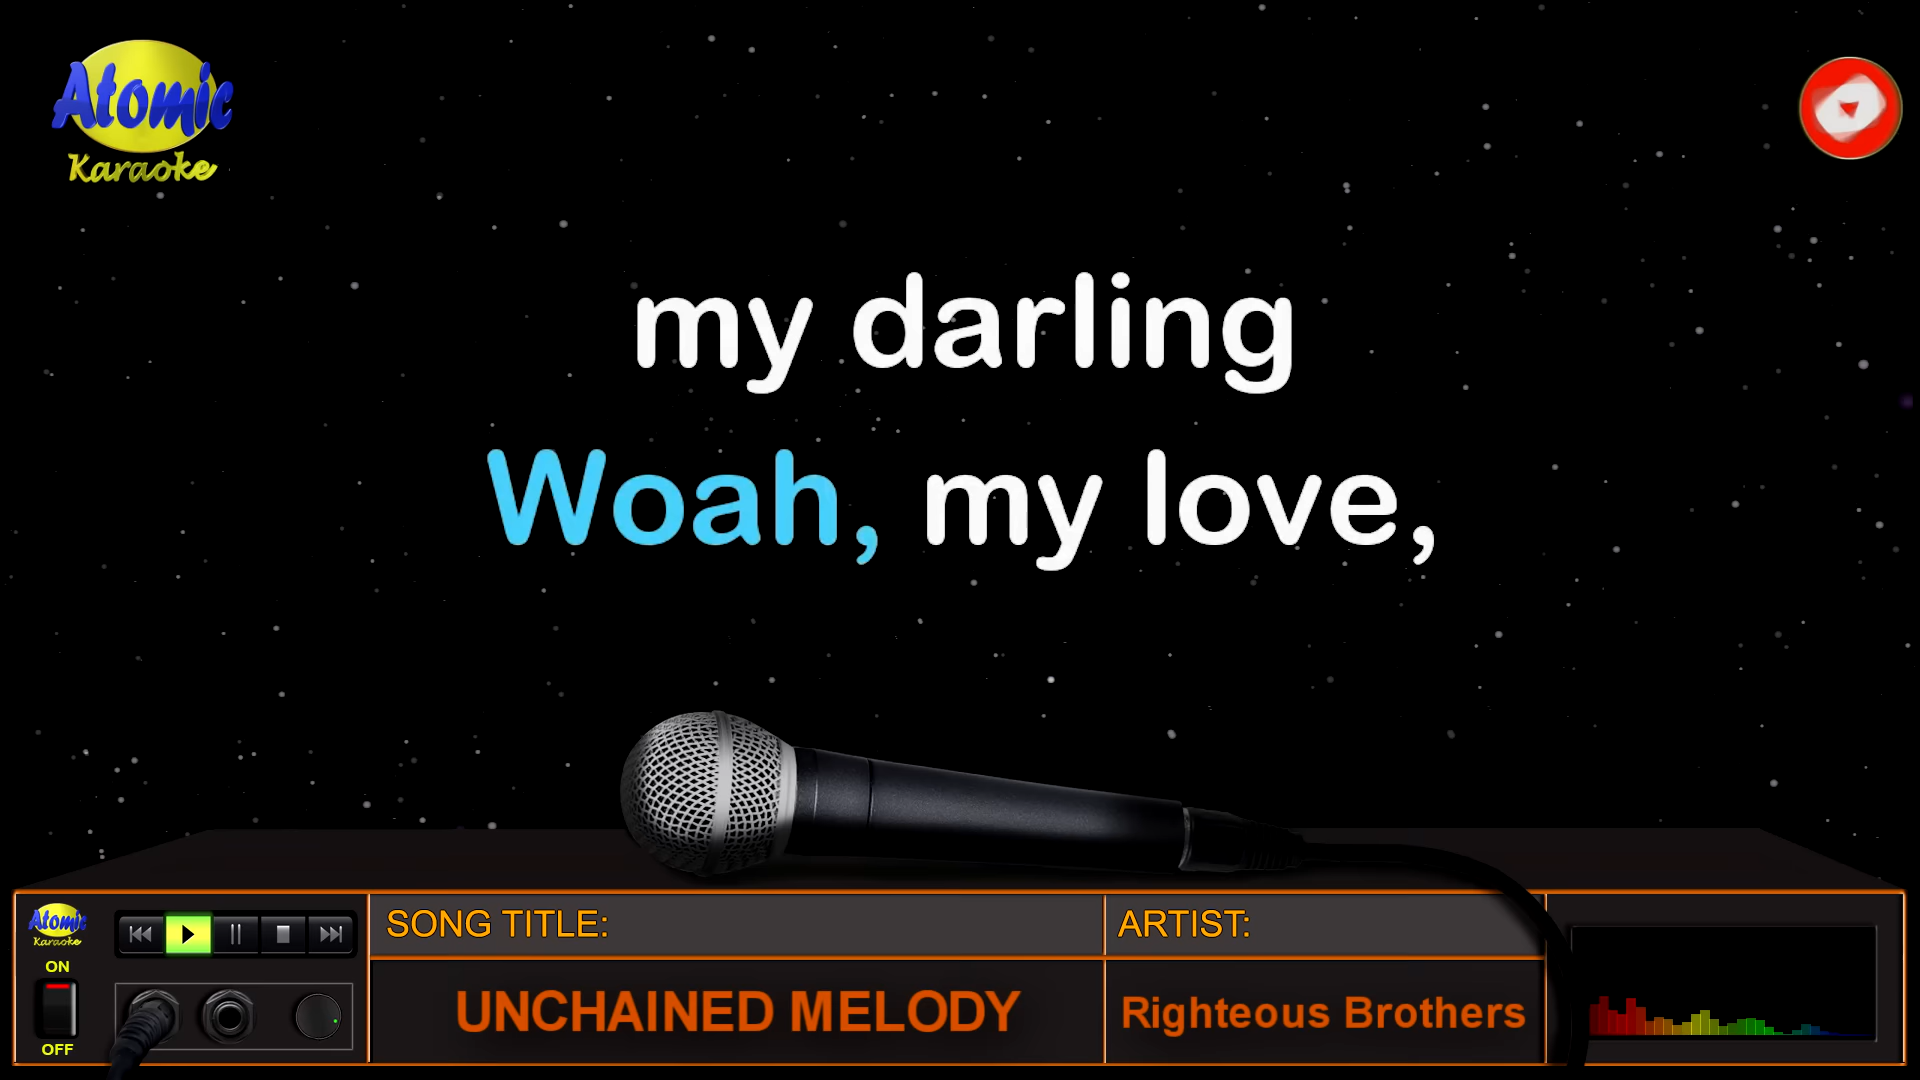 Atomic
Karaoke
my darling
Woah, my love,
Atomic
Karaoke
ON
OFF
SONG TITLE:
UNCHAINED MELODY
ARTIST:
Righteous Brothers